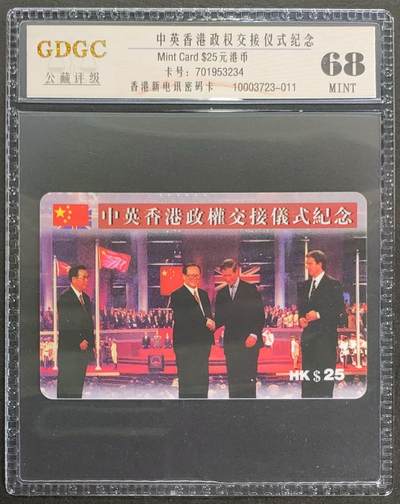 GDGC
公藏评级
中英香港政权交接仪式纪念
Mint Card $25元港币
卡号：701953234
香港新电讯密码卡 10003723-011
68
MINT
中英香港政權交接儀式紀念
HK $ 25